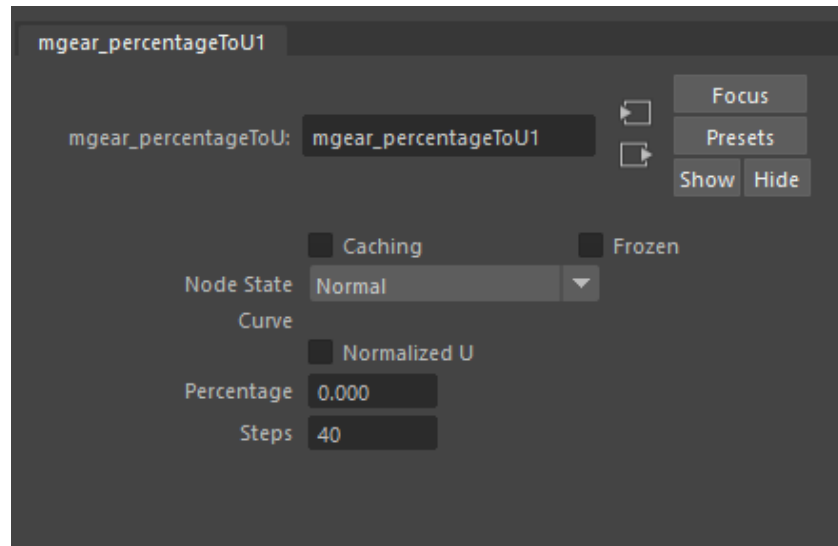 mgear_percentageToU1
mgear_percentageToU: mgear_percentageToU1
Focus
Presets
Show Hide
Caching Frozen
Node State Normal
Curve
Normalized U
Percentage 0.000
Steps 40